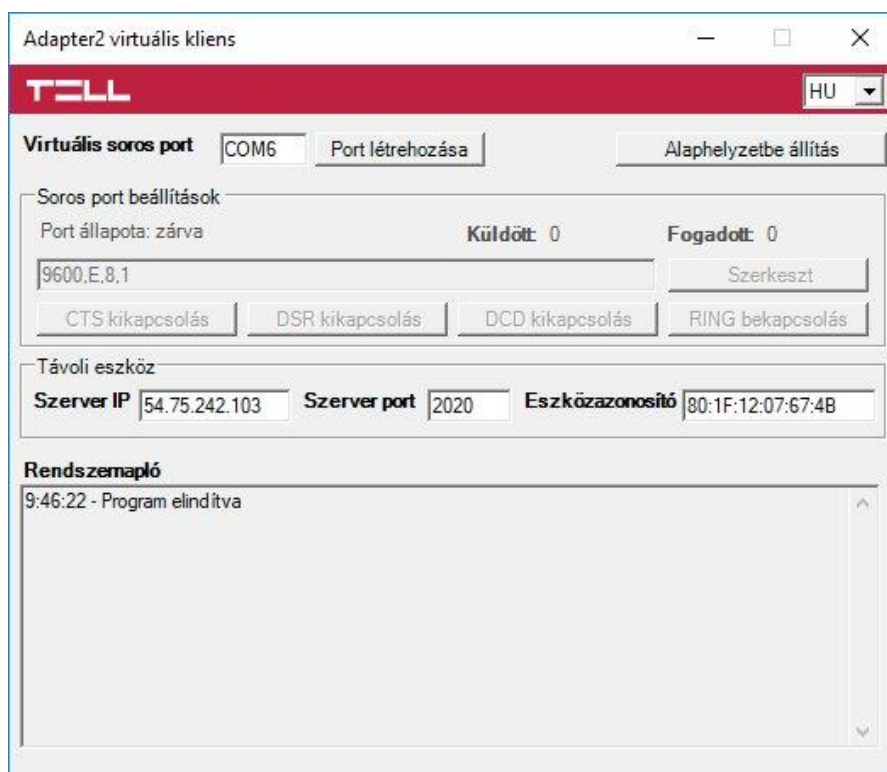 Adapter2 virtuális kliens
TELL HU
Virtuális soros port COM6 Port létrehozása Alaphelyzetbe állítás
Soros port beállítások
Port állapota: zárva Küldött: 0 Fogadott: 0
9600,E,8,1 Szerkeszt
CTS kikapcsolás DSR kikapcsolás DCD kikapcsolás RING bekapcsolás
Távoli eszköz
Szerver IP 54.75.242.103 Szerver port 2020 Eszközazonosító 80:1F:12:07:67:4B
Rendszernapló
9:46:22 - Program elindítva